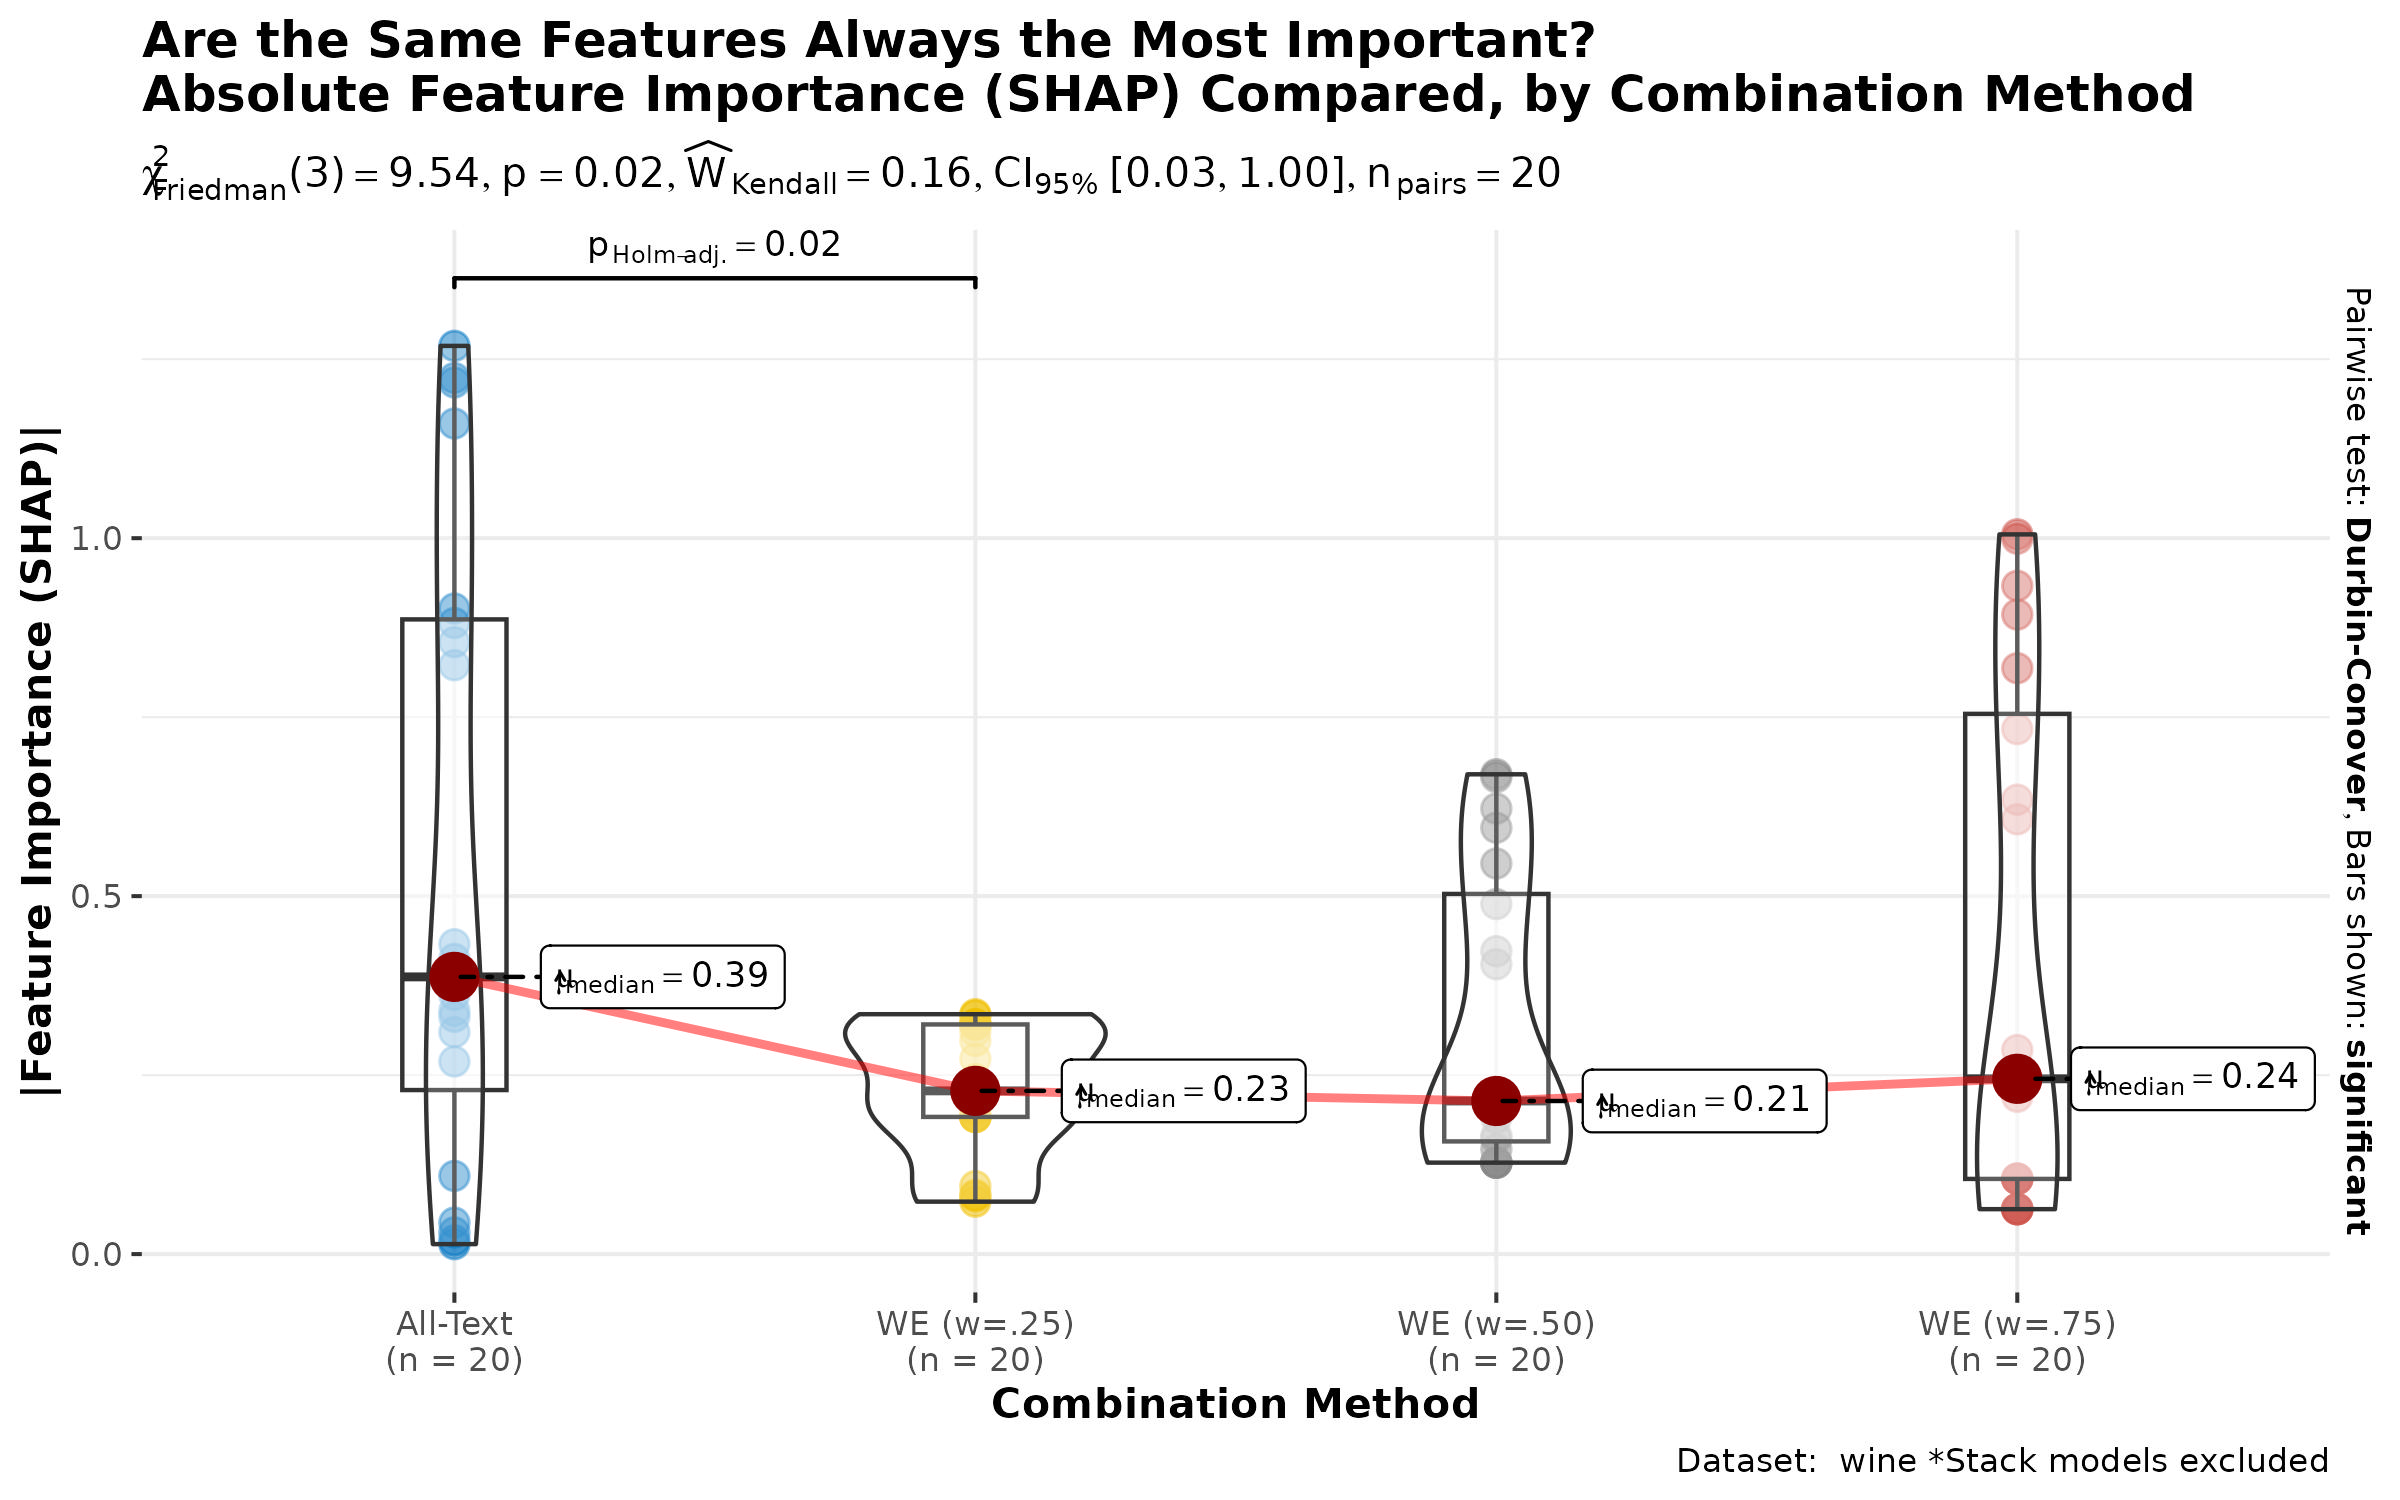 Are the Same Features Always the Most Important?
Absolute Feature Importance (SHAP) Compared, by Combination Method
χ²Friedman(3) = 9.54, p = 0.02, ŴKendall = 0.16, CI95% [0.03, 1.00], npairs = 20
pHolm-adj. = 0.02
|Feature Importance (SHAP)|
1.0
0.5
0.0
μ̂median = 0.39
μ̂median = 0.23
μ̂median = 0.21
μ̂median = 0.24
Pairwise test: Durbin-Conover, Bars shown: significant
All-Text
(n = 20)
WE (w=.25)
(n = 20)
WE (w=.50)
(n = 20)
WE (w=.75)
(n = 20)
Combination Method
Dataset:  wine *Stack models excluded